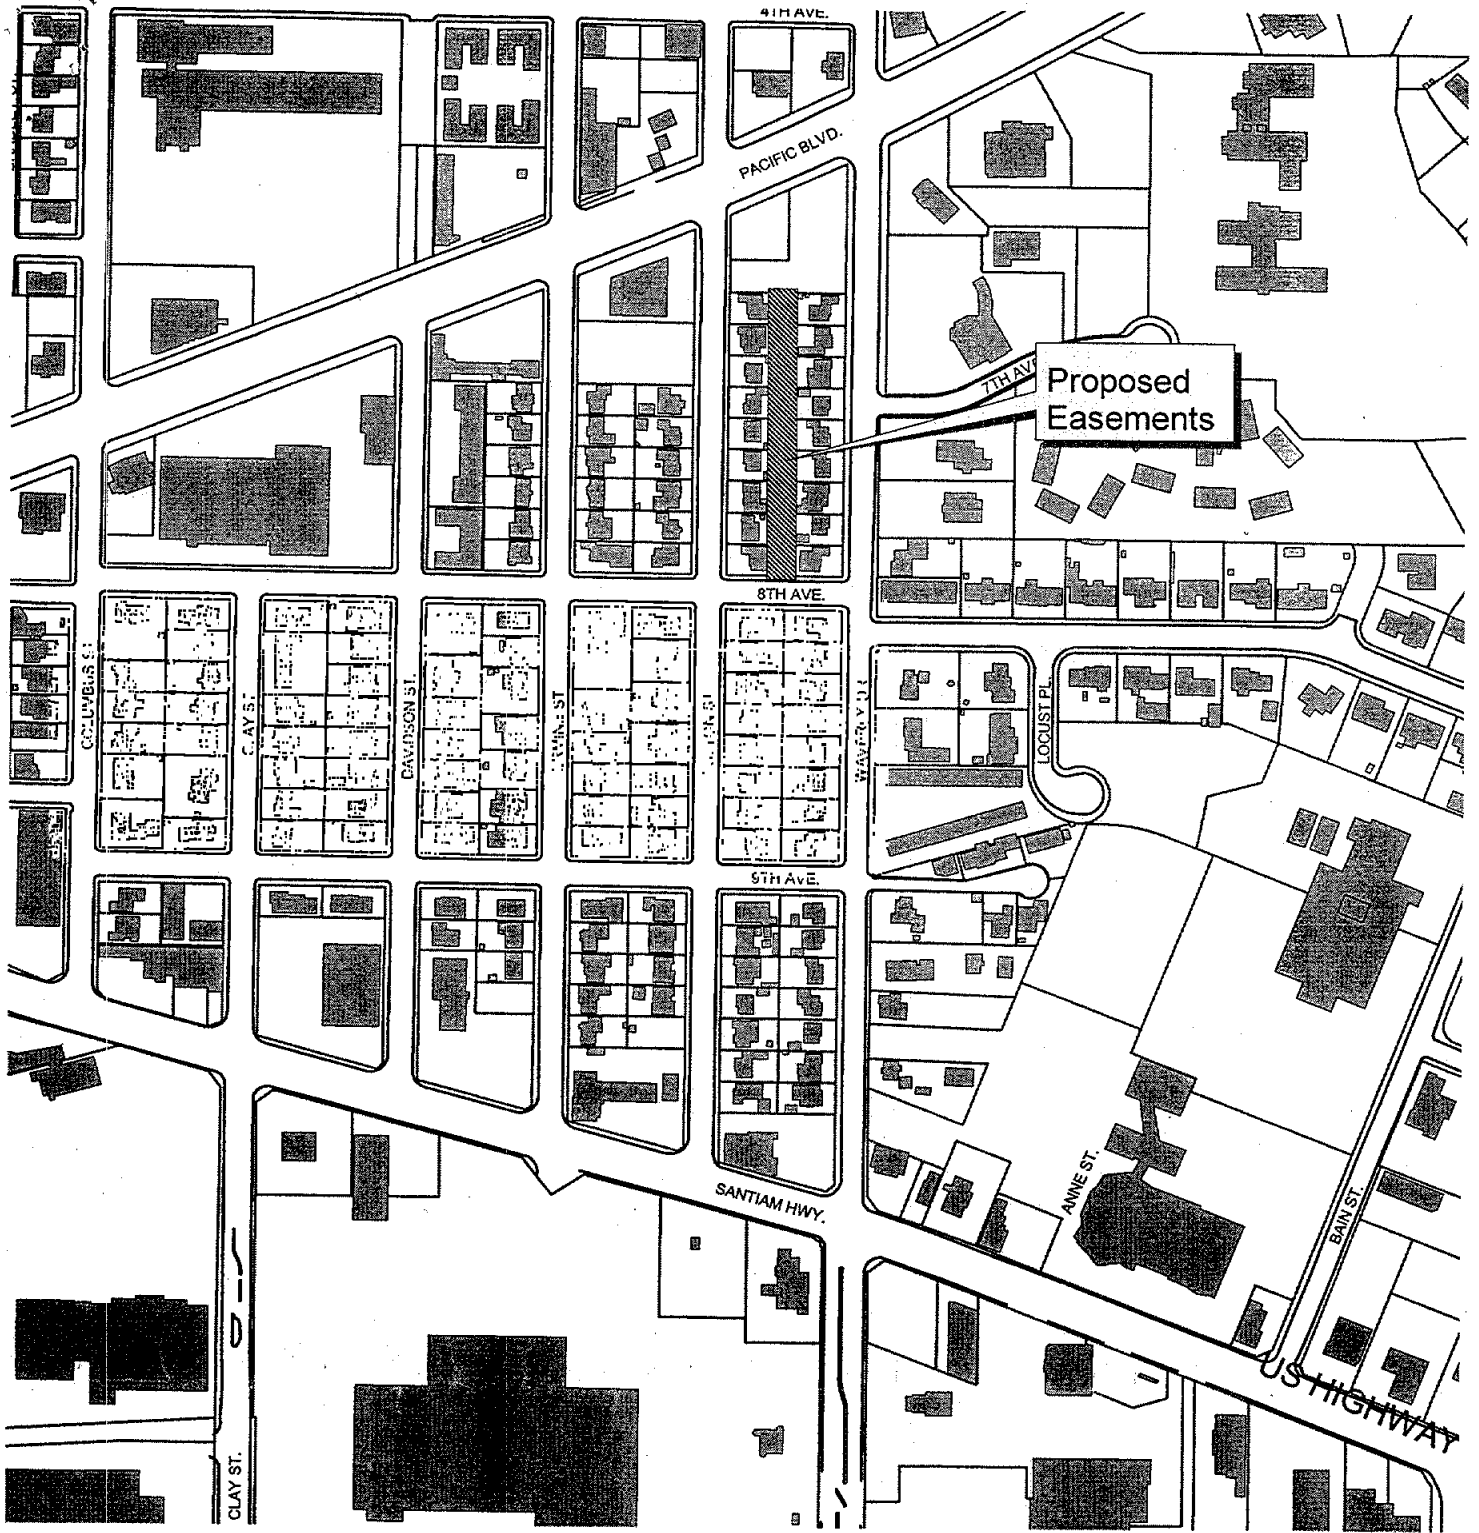 4TH AVE.
PACIFIC BLVD.
7TH AVE
Proposed
Easements
8TH AVE.
COLUMBUS ST
DAVIDSON ST.
LOCUST PL.
9TH AVE.
SANTIAM HWY.
ANNE ST.
BAIN ST.
US HIGHWAY
CLAY ST.